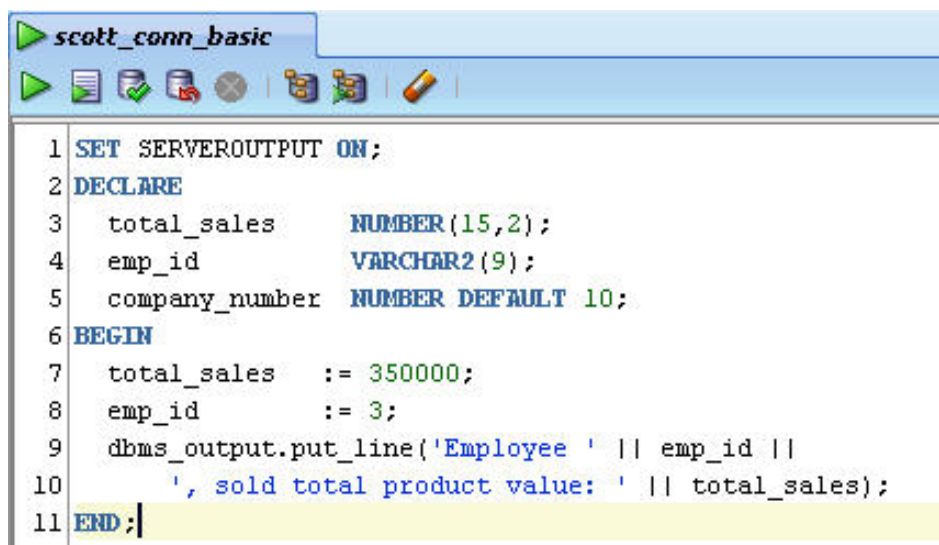 scott_conn_basic
1 SET SERVEROUTPUT ON;
2 DECLARE
3 total_sales NUMBER(15,2);
4 emp_id VARCHAR2(9);
5 company_number NUMBER DEFAULT 10;
6 BEGIN
7 total_sales := 350000;
8 emp_id := 3;
9 dbms_output.put_line('Employee ' || emp_id ||
10 ', sold total product value: ' || total_sales);
11 END;